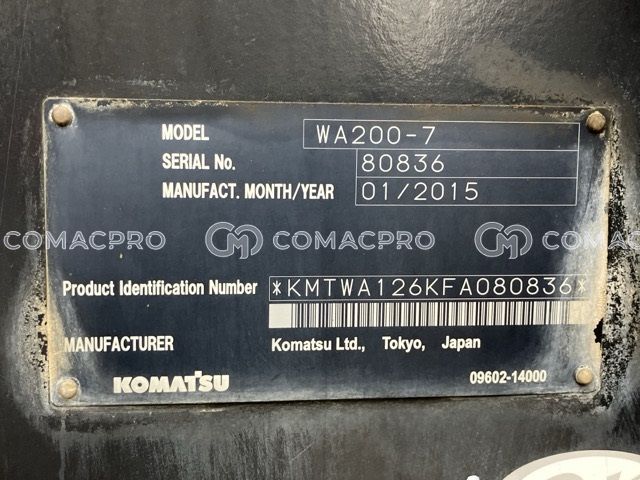 MODEL WA200-7
SERIAL No. 80836
MANUFACT. MONTH/YEAR 01/2015
COMACPRO COMACPRO COMACPRO
Product Identification Number *KMTWA126KFA080836*
MANUFACTURER Komatsu Ltd., Tokyo, Japan
KOMATSU 09602-14000